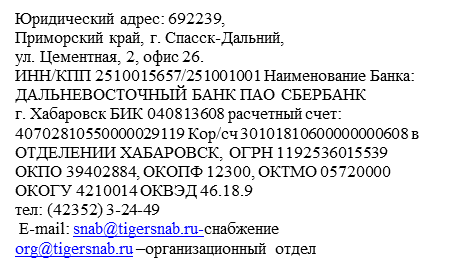 Юридический адрес: 692239,
Приморский край, г. Спасск-Дальний,
ул. Цементная, 2, офис 26.
ИНН/КПП 2510015657/251001001 Наименование Банка:
ДАЛЬНЕВОСТОЧНЫЙ БАНК ПАО СБЕРБАНК
г. Хабаровск БИК 040813608 расчетный счет:
40702810550000029119 Кор/сч 30101810600000000608 в
ОТДЕЛЕНИИ ХАБАРОВСК, ОГРН 1192536015539
ОКПО 39402884, ОКОПФ 12300, ОКТМО 05720000
ОКОГУ 4210014 ОКВЭД 46.18.9
тел: (42352) 3-24-49
E-mail: snab@tigersnab.ru-снабжение
org@tigersnab.ru –организационный отдел